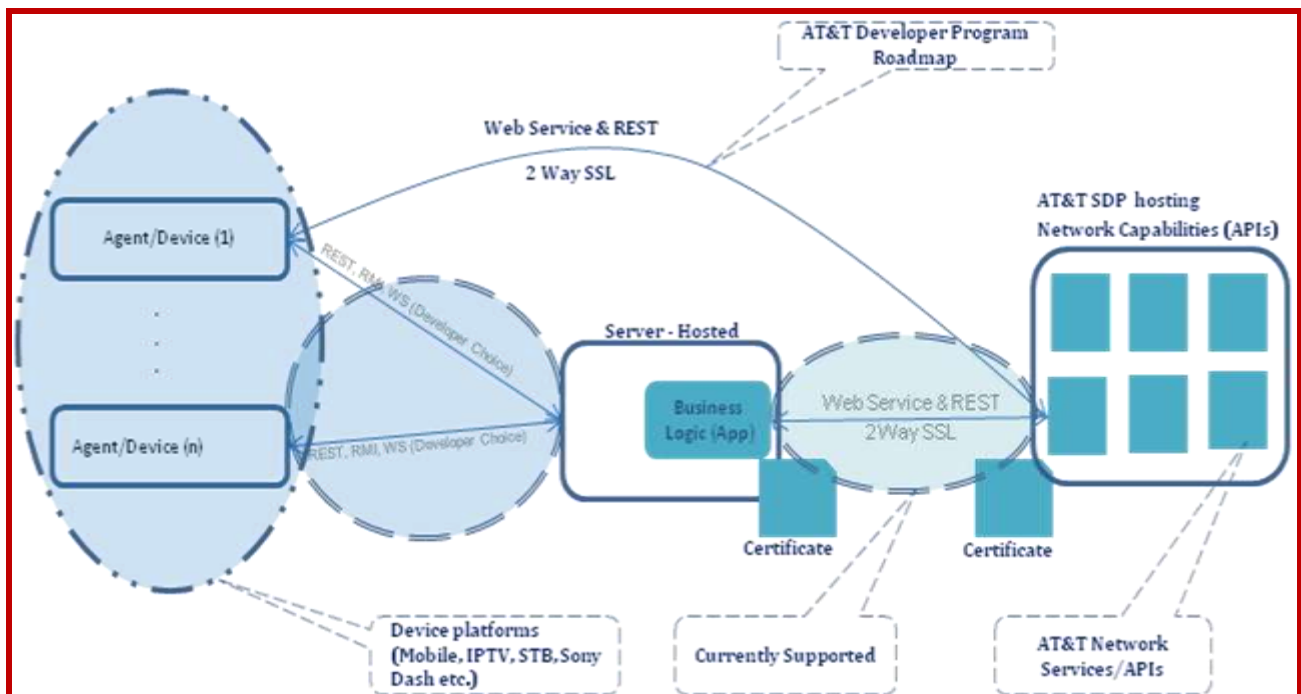 AT&T Developer Program
Roadmap
Web Service & REST
2 Way SSL
AT&T SDP hosting
Network Capabilities (APIs)
Agent/Device (1)
REST, RMI, WS (Developer Choice)
.
.
.
Server - Hosted
Business
Logic (App)
Web Service & REST
2Way SSL
Agent/Device (n)
REST, RMI, WS (Developer Choice)
Certificate
Certificate
Device platforms
(Mobile, IPTV, STB, Sony
Dash etc.)
Currently Supported
AT&T Network
Services/APIs